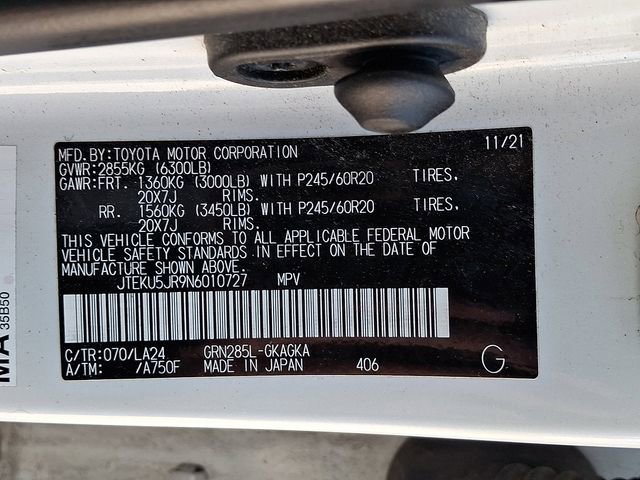 MFD.BY:TOYOTA MOTOR CORPORATION 11/21
GVWR:2855KG (6300LB)
GAWR:FRT. 1360KG (3000LB) WITH P245/60R20 TIRES,
20X7J RIMS.
RR. 1560KG (3450LB) WITH P245/60R20 TIRES,
20X7J RIMS.
THIS VEHICLE CONFORMS TO ALL APPLICABLE FEDERAL MOTOR
VEHICLE SAFETY STANDARDS IN EFFECT ON THE DATE OF
MANUFACTURE SHOWN ABOVE.
JTEKU5JR9N6010727 MPV
C/TR:070/LA24 GRN285L-GKAGKA
A/TM: /A750F MADE IN JAPAN 406 G
35B50